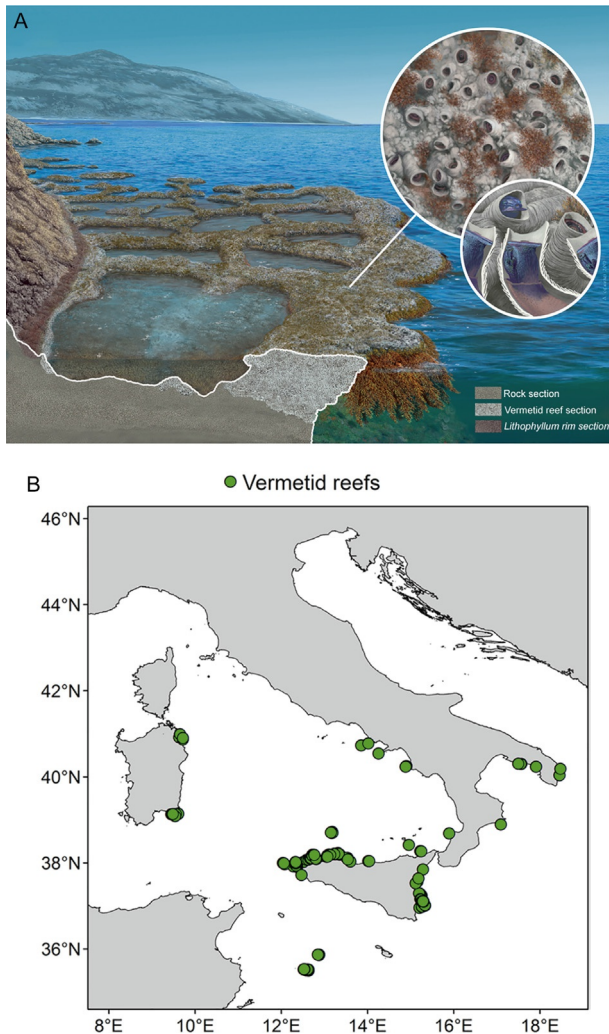 A
Rock section
Vermetid reef section
Lithophyllum rim section
B
Vermetid reefs
46°N
44°N
42°N
40°N
38°N
36°N
8°E 10°E 12°E 14°E 16°E 18°E